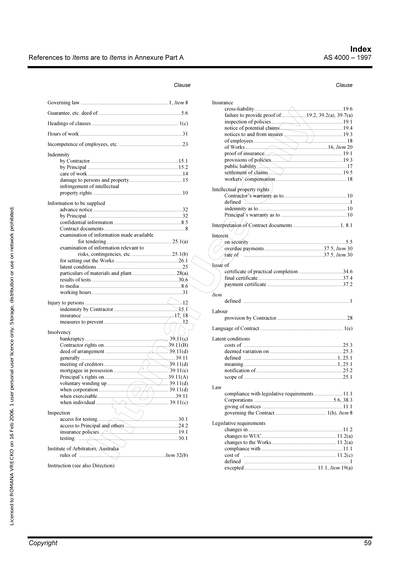 Index
References to Items are to Items in Annexure Part A
AS 4000 – 1997
Clause
Governing law ... 1, Item 8
Guarantee, etc. deed of ... 5.6
Headings of clauses ... 1(c)
Hours of work ... 31
Incompetence of employees, etc. ... 23
Indemnity
by Contractor ... 15.1
by Principal ... 15.2
care of work ... 14
damage to persons and property ... 15
infringement of intellectual
property rights ... 10
Information to be supplied
advance notice ... 32
by Principal ... 32
confidential information ... 8.5
Contract documents ... 8
examination of information made available
for tendering ... 25.1(a)
examination of information relevant to
risks, contingencies, etc. ... 25.1(b)
for setting out the Works ... 26.1
latent conditions ... 25
particulars of materials and plant ... 28(a)
results of tests ... 30.6
to media ... 8.6
working hours ... 31
Injury to persons ... 12
indemnity by Contractor ... 15.1
insurance ... 17, 18
measures to prevent ... 12
Insolvency
bankruptcy ... 39.11(c)
Contractor rights on ... 39.11(B)
deed of arrangement ... 39.11(d)
generally ... 39.11
meeting of creditors ... 39.11(d)
mortgagee in possession ... 39.11(e)
Principal's rights on ... 39.11(A)
voluntary winding up ... 39.11(d)
when corporation ... 39.11(d)
when exercisable ... 39.11
when individual ... 39.11(c)
Inspection
access for testing ... 30.1
access to Principal and others ... 24.2
insurance policies ... 19.1
testing ... 30.1
Institute of Arbitrators, Australia
rules of ... Item 32(b)
Instruction (see also Direction)
Clause
Insurance
cross-liability ... 19.6
failure to provide proof of ... 19.2, 39.2(a), 39.7(a)
inspection of policies ... 19.1
notice of potential claims ... 19.4
notices to and from insurer ... 19.3
of employees ... 18
of Works ... 16, Item 20
proof of insurance ... 19.1
provisions of policies ... 19.3
public liability ... 17
settlement of claims ... 19.5
workers' compensation ... 18
Intellectual property rights
Contractor's warranty as to ... 10
defined ... 1
indemnity as to ... 10
Principal's warranty as to ... 10
Interpretation of Contract documents ... 1, 8.1
Interest
on security ... 5.5
overdue payments ... 37.5, Item 30
rate of ... 37.5, Item 30
Issue of
certificate of practical completion ... 34.6
final certificate ... 37.4
payment certificate ... 37.2
Item
defined ... 1
Labour
provision by Contractor ... 28
Language of Contract ... 1(e)
Latent conditions
costs of ... 25.3
deemed variation on ... 25.3
defined ... 1, 25.1
meaning ... 1, 25.1
notification of ... 25.2
scope of ... 25.1
Law
compliance with legislative requirements ... 11.1
Corporations ... 5.6, 38.3
giving of notices ... 11.1
governing the Contract ... 1(h), Item 8
Legislative requirements
changes in ... 11.2
changes to WUC ... 11.2(a)
changes to the Works ... 11.2(a)
compliance with ... 11.1
cost of ... 11.2(c)
defined ... 1
excepted ... 11.1, Item 19(a)
Licensed to ROMANA VRECKO on 16 Feb 2006. 1 user personal user licence only. Storage, distribution or use on network prohibited.
Copyright
59